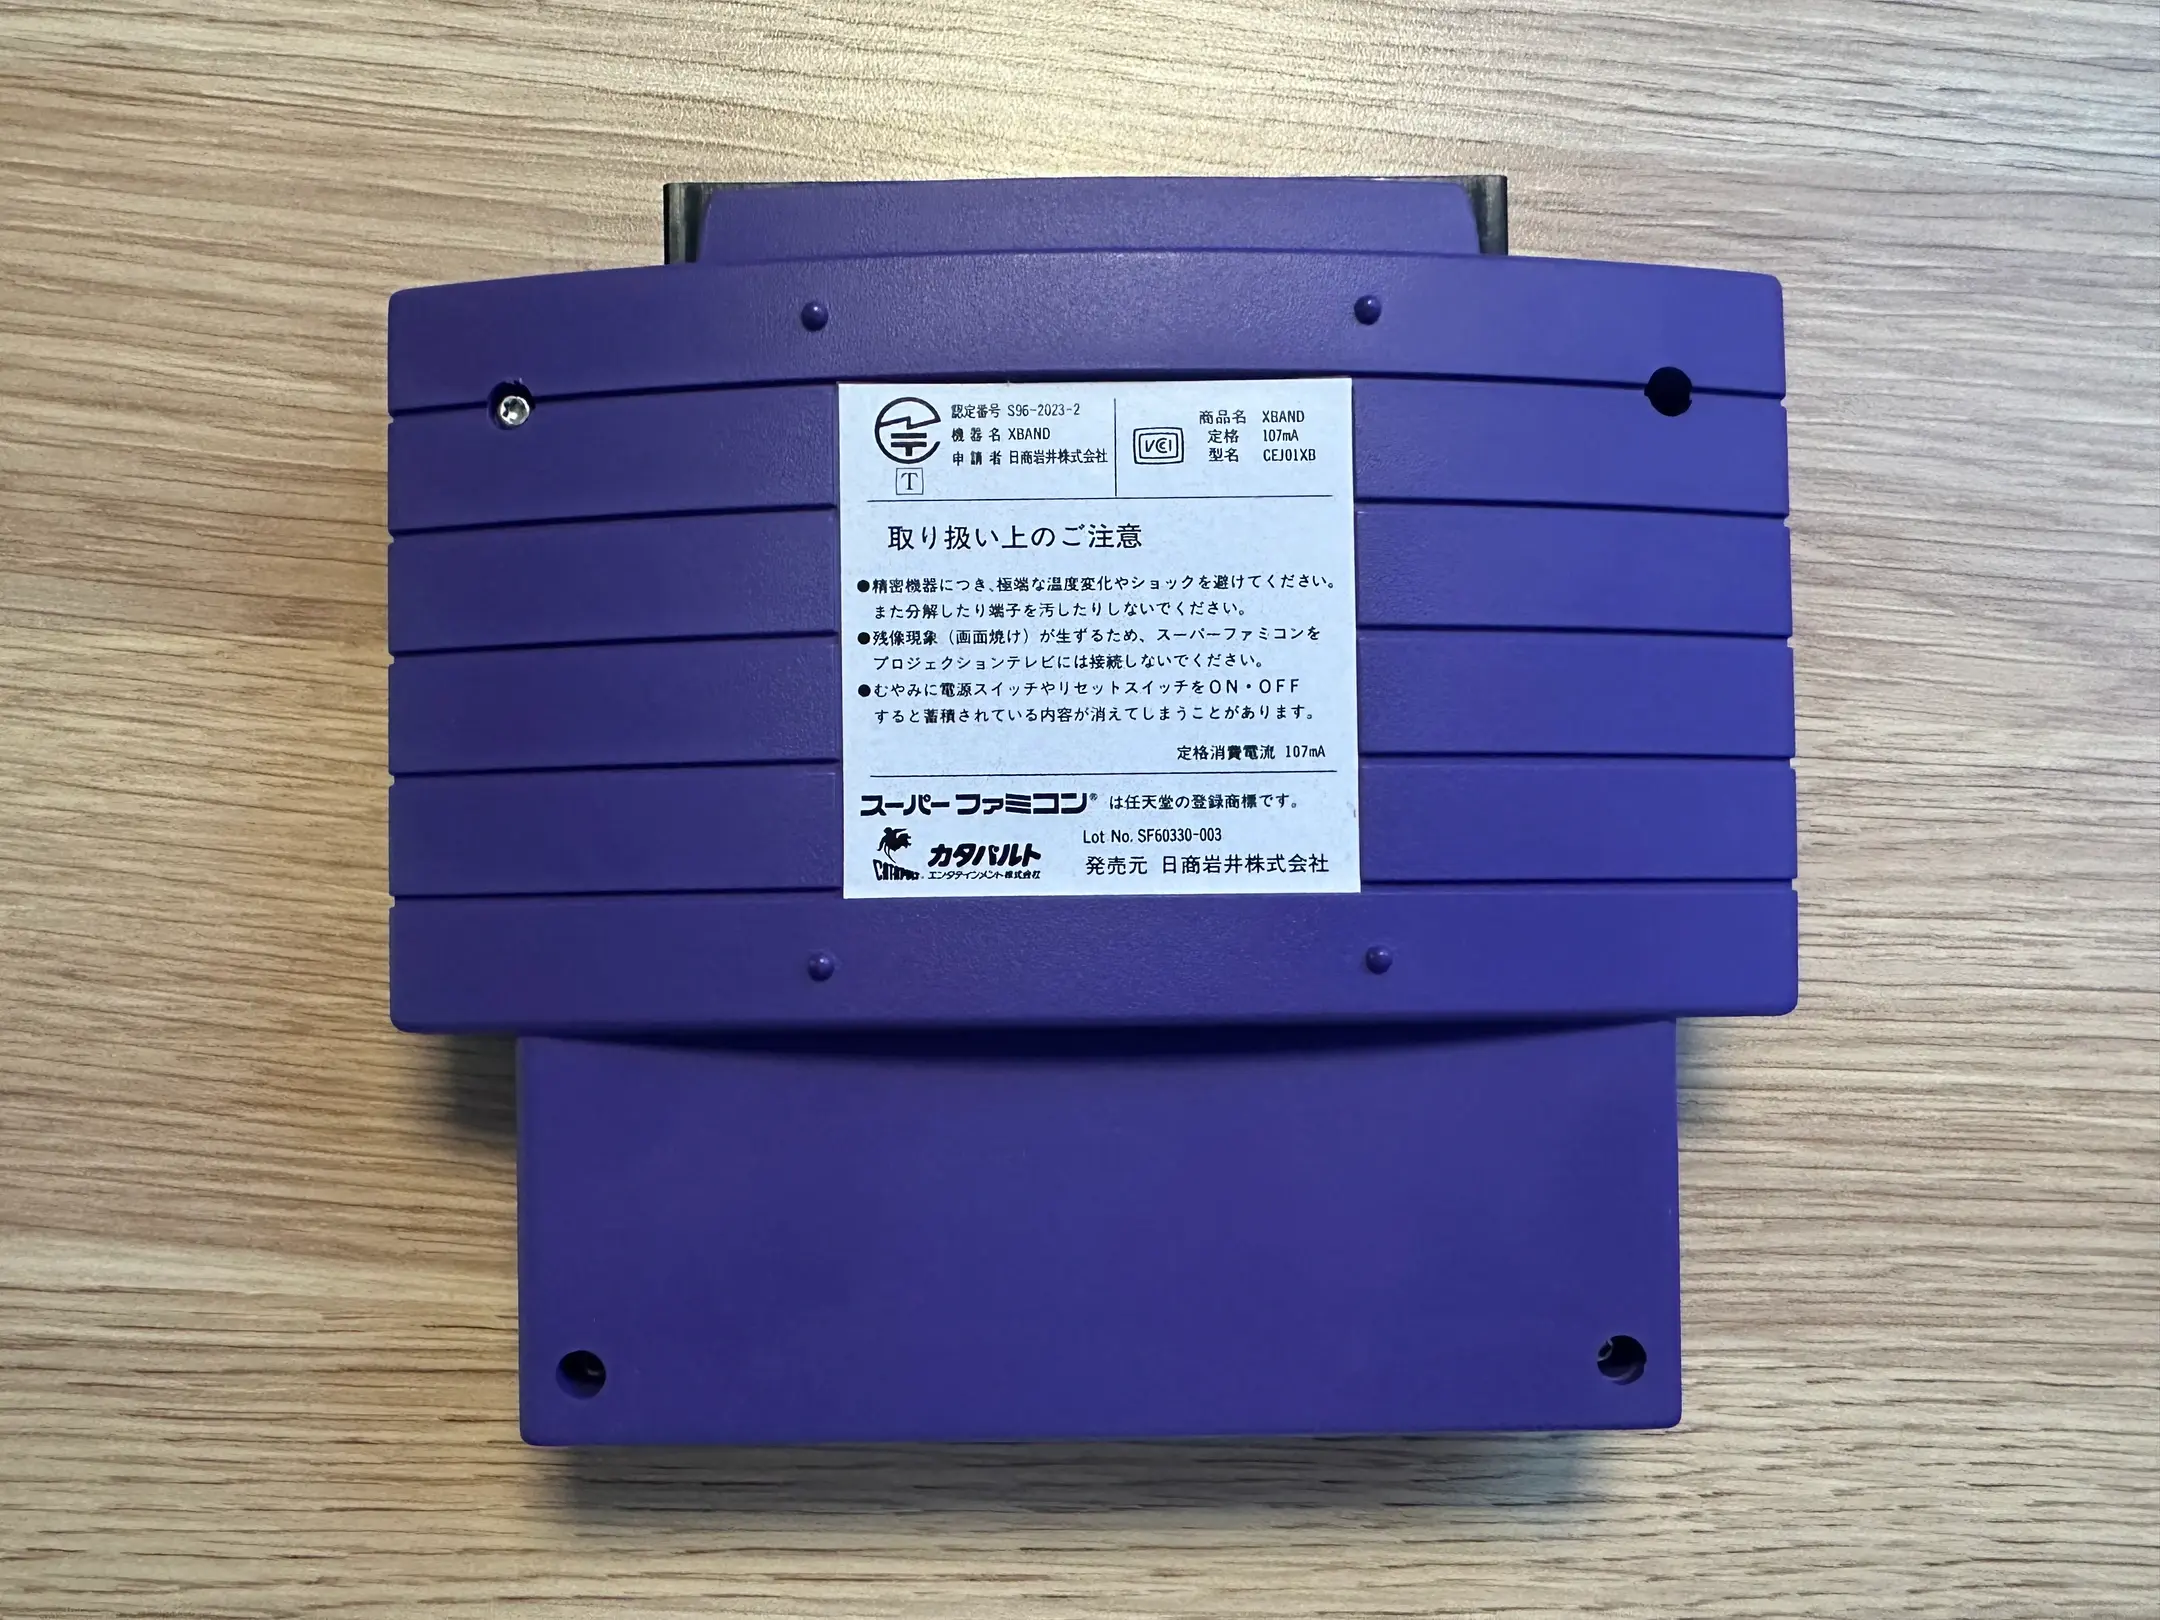 認定番号 S96-2023-2
機器名 XBAND
申請者 日商岩井株式会社
T
VCI
商品名 XBAND
定格 107mA
型名 CEJ01XB
取り扱い上のご注意
●精密機器につき、極端な温度変化やショックを避けてください。
また分解したり端子を汚したりしないでください。
●残像現象（画面焼け）が生ずるため、スーパーファミコンを
プロジェクションテレビには接続しないでください。
●むやみに電源スイッチやリセットスイッチをON・OFF
すると蓄積されている内容が消えてしまうことがあります。
定格消費電流 107mA
スーパーファミコン® は任天堂の登録商標です。
Lot No. SF60330-003
CATAPULT カタパルト
エンタテインメント株式会社
発売元 日商岩井株式会社